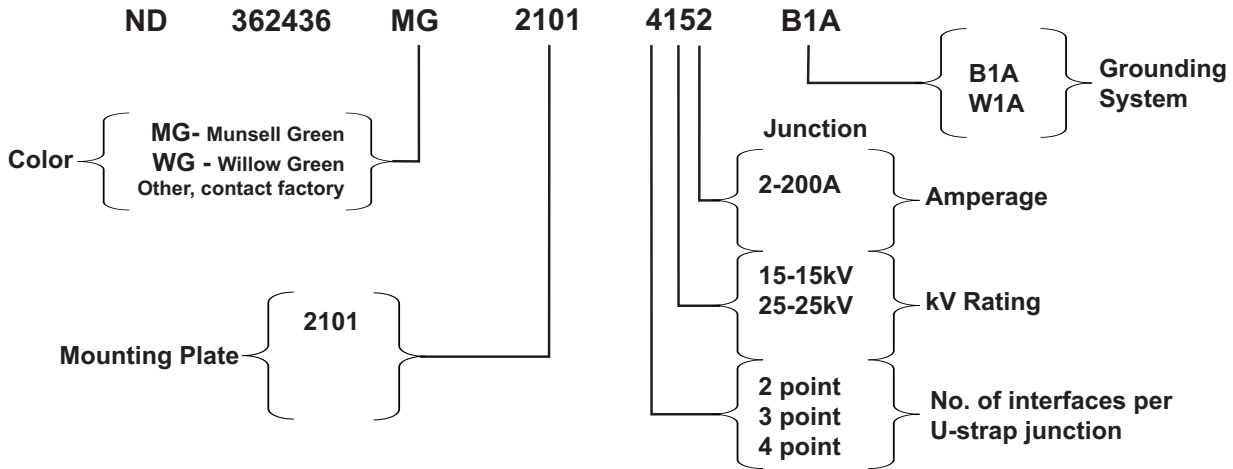 ND 362436 MG 2101 4152 B1A
B1A
W1A
Grounding
System
Color
MG- Munsell Green
WG - Willow Green
Other, contact factory
Junction
2-200A
Amperage
15-15kV
25-25kV
kV Rating
Mounting Plate
2101
2 point
3 point
4 point
No. of interfaces per
U-strap junction